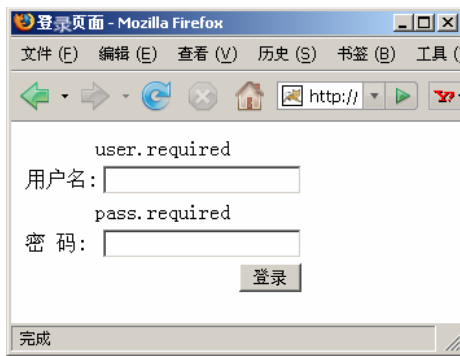 登录页面 - Mozilla Firefox
文件 (F) 编辑 (E) 查看 (V) 历史 (S) 书签 (B) 工具 (
http://
user.required
用户名:
pass.required
密 码:
登录
完成